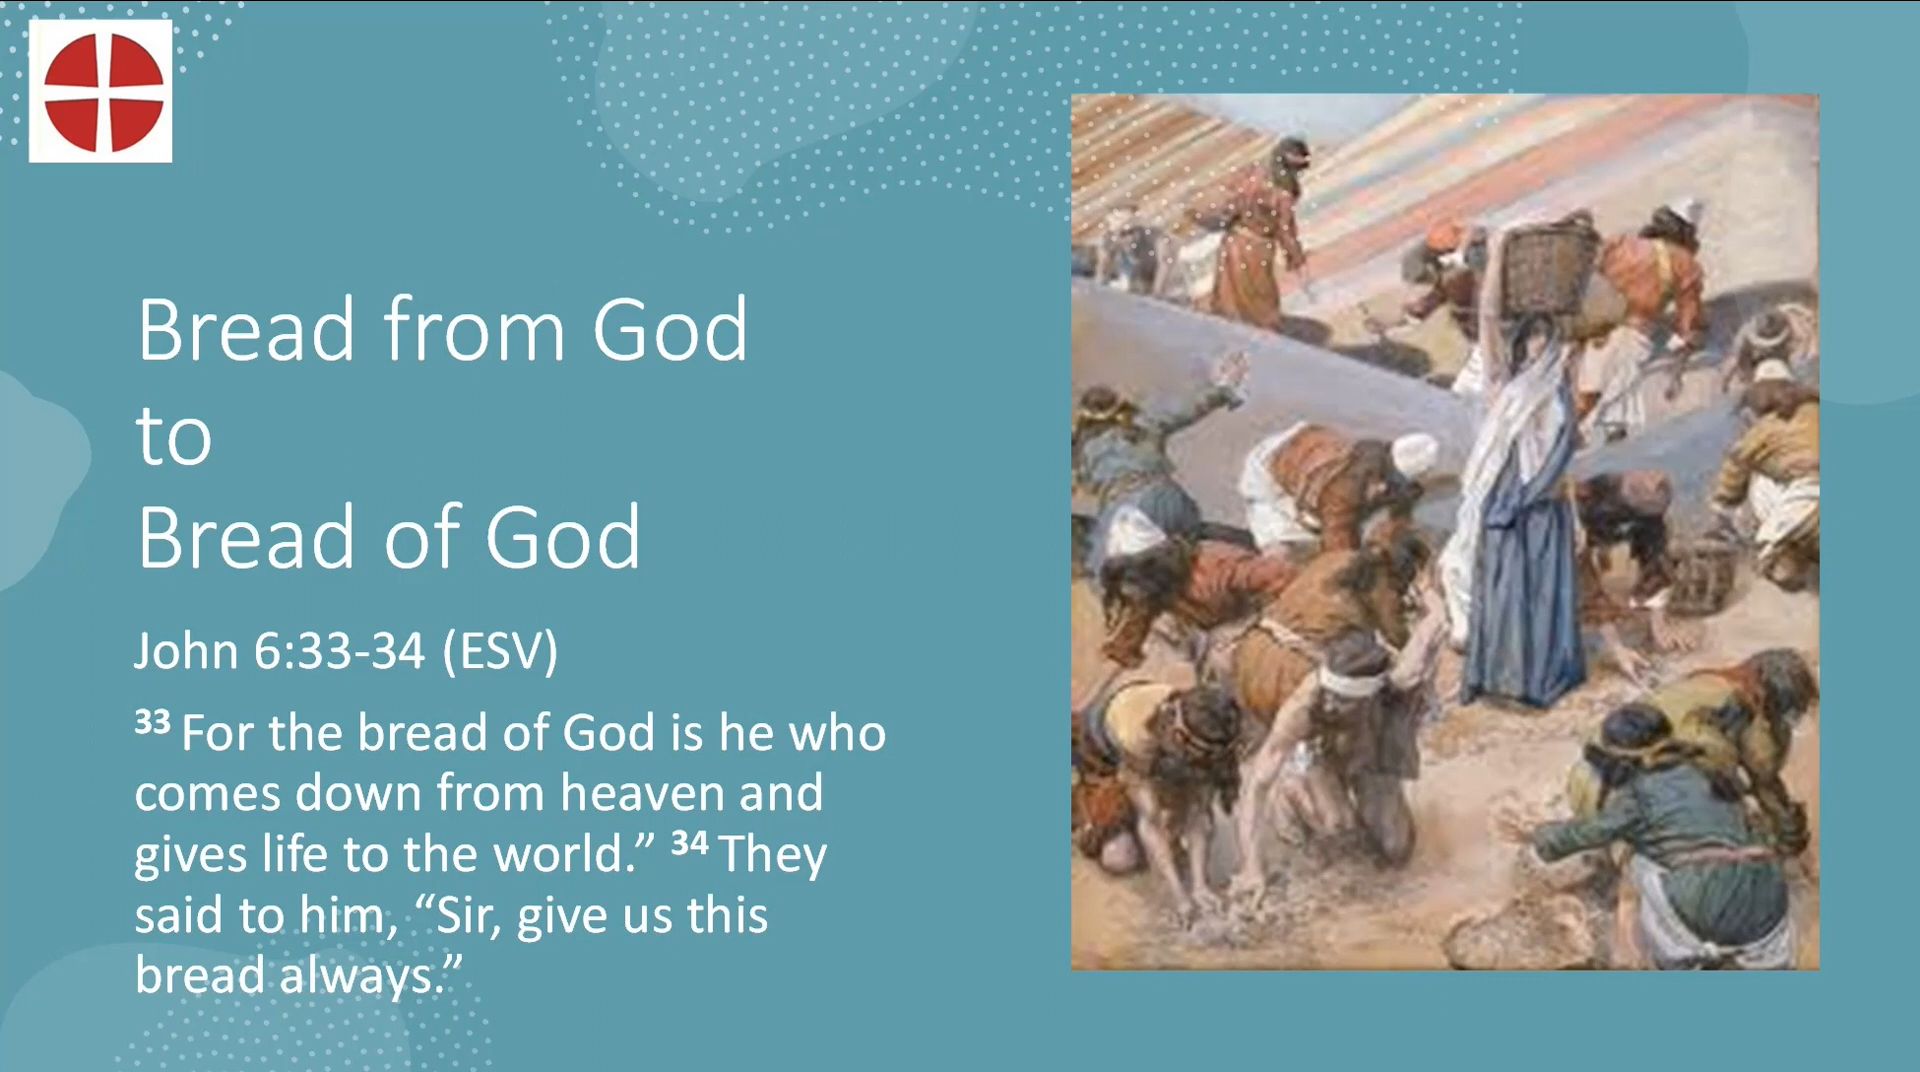 Bread from God
to
Bread of God
John 6:33-34 (ESV)
33 For the bread of God is he who
comes down from heaven and
gives life to the world.” 34 They
said to him, “Sir, give us this
bread always.”